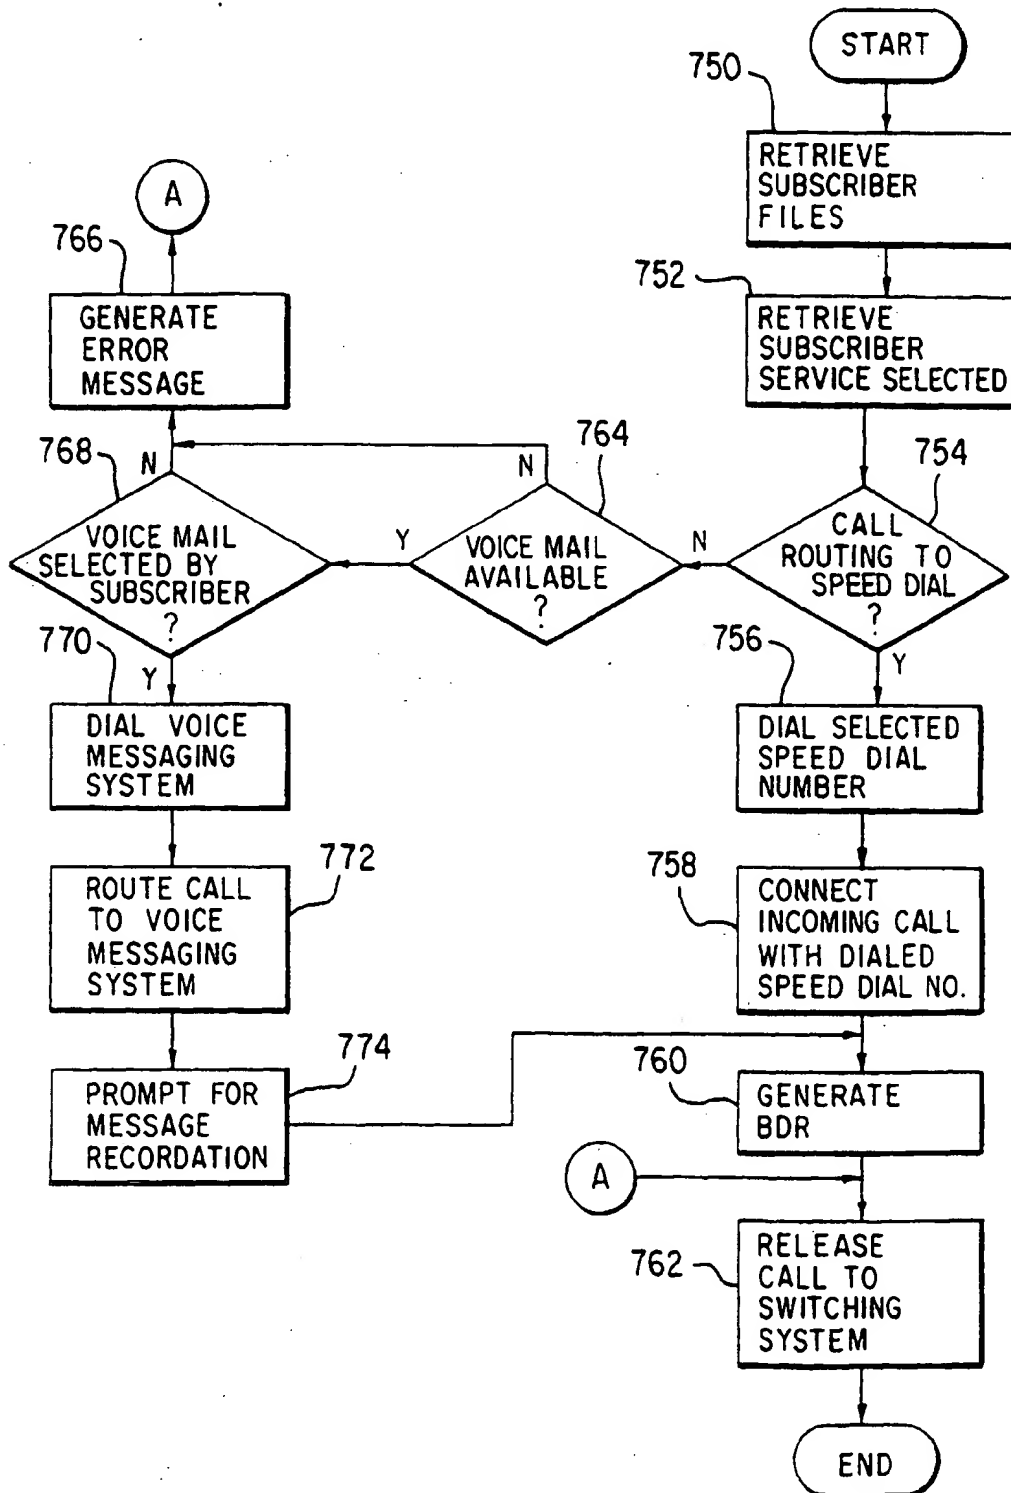 START
750
RETRIEVE
SUBSCRIBER
FILES
752
RETRIEVE
SUBSCRIBER
SERVICE SELECTED
A
766
GENERATE
ERROR
MESSAGE
768
N
VOICE MAIL
SELECTED BY
SUBSCRIBER
?
Y
764
N
VOICE MAIL
AVAILABLE
?
Y
754
N
CALL
ROUTING TO
SPEED DIAL
?
Y
770
DIAL VOICE
MESSAGING
SYSTEM
756
DIAL SELECTED
SPEED DIAL
NUMBER
772
ROUTE CALL
TO VOICE
MESSAGING
SYSTEM
758
CONNECT
INCOMING CALL
WITH DIALED
SPEED DIAL NO.
774
PROMPT FOR
MESSAGE
RECORDATION
760
GENERATE
BDR
A
762
RELEASE
CALL TO
SWITCHING
SYSTEM
END